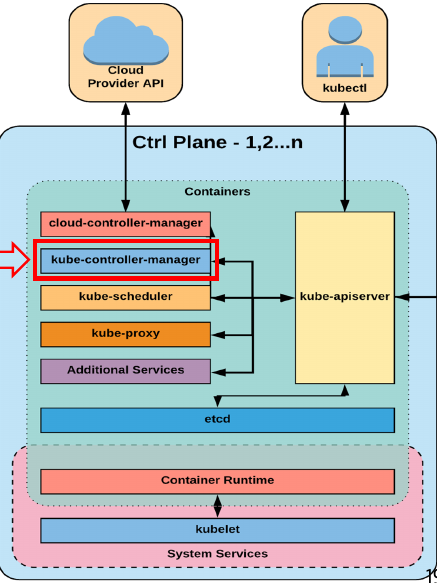 Cloud
Provider API
kubectl
Ctrl Plane - 1,2...n
Containers
cloud-controller-manager
kube-controller-manager
kube-scheduler
kube-apiserver
kube-proxy
Additional Services
etcd
Container Runtime
kubelet
System Services